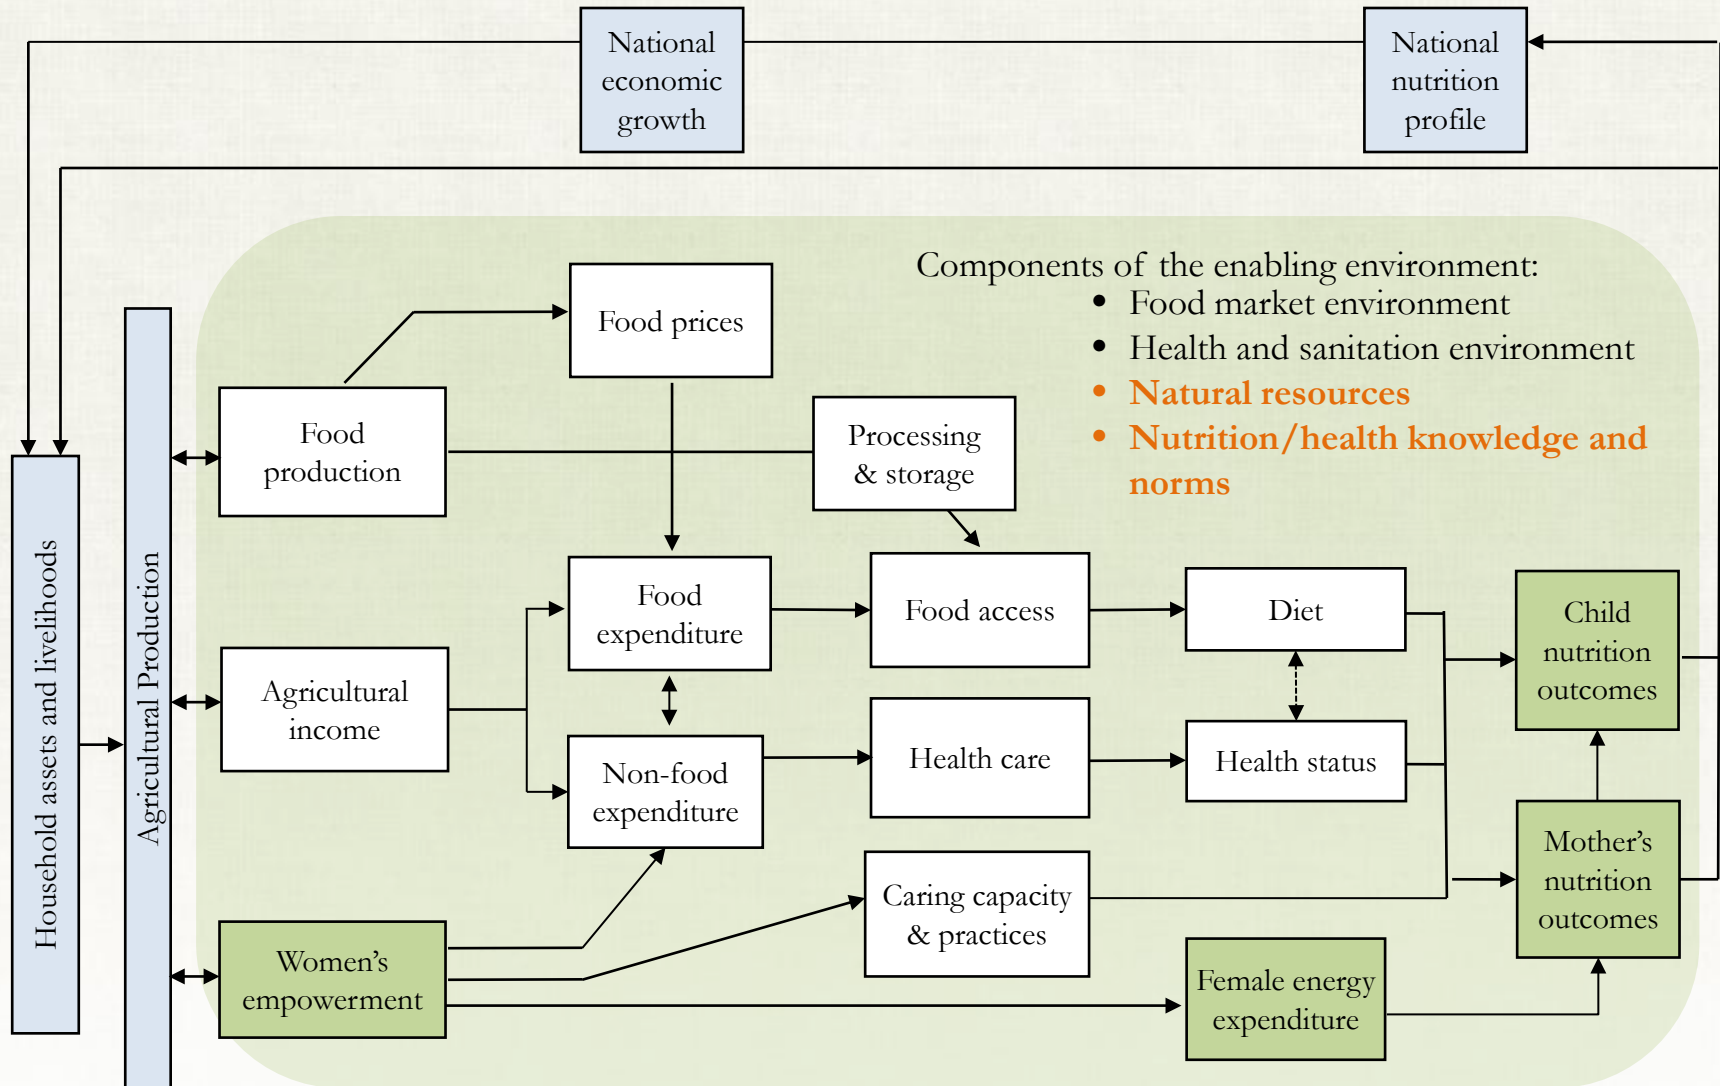 National
economic
growth
National
nutrition
profile
Components of the enabling environment:
• Food market environment
• Health and sanitation environment
• Natural resources
• Nutrition/health knowledge and
norms
Food prices
Food
production
Processing
& storage
Household assets and livelihoods
Agricultural Production
Food
expenditure
Food access
Diet
Child
nutrition
outcomes
Agricultural
income
Non-food
expenditure
Health care
Health status
Mother’s
nutrition
outcomes
Caring capacity
& practices
Women’s
empowerment
Female energy
expenditure